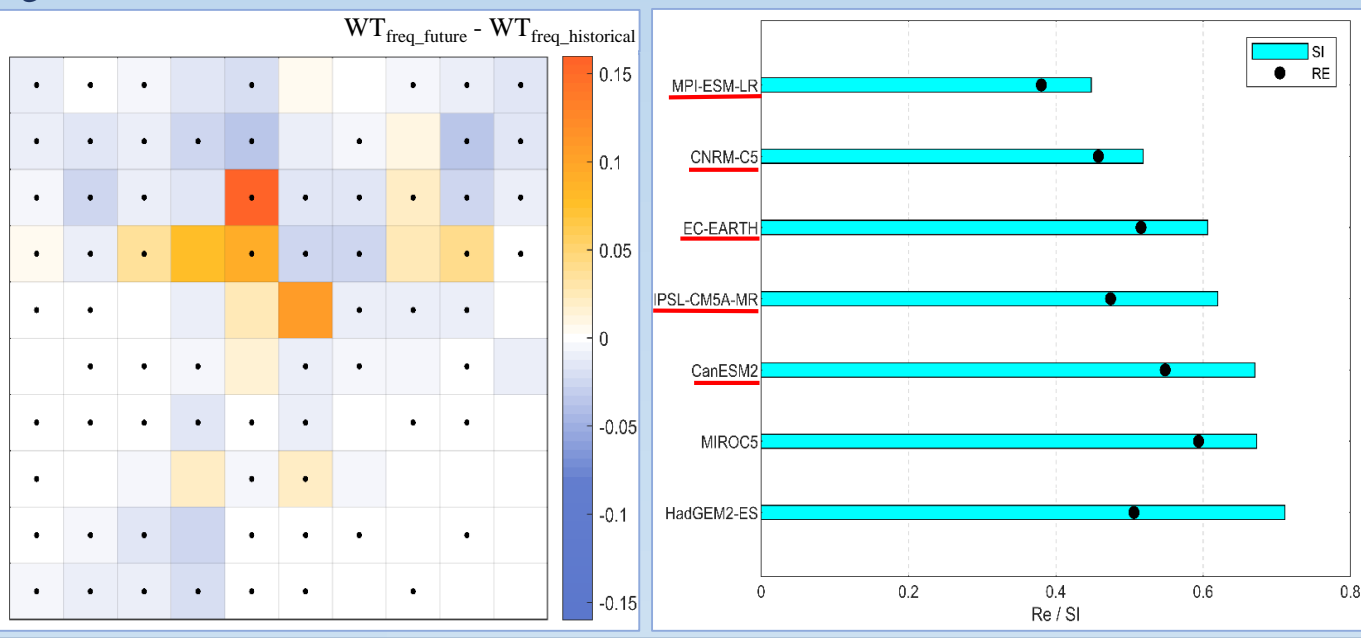 WTfreq_future - WTfreq_historical
0.15
0.1
0.05
0
-0.05
-0.1
-0.15
SI
RE
MPI-ESM-LR
CNRM-C5
EC-EARTH
IPSL-CM5A-MR
CanESM2
MIROC5
HadGEM2-ES
0 0.2 0.4 0.6 0.8
Re / SI